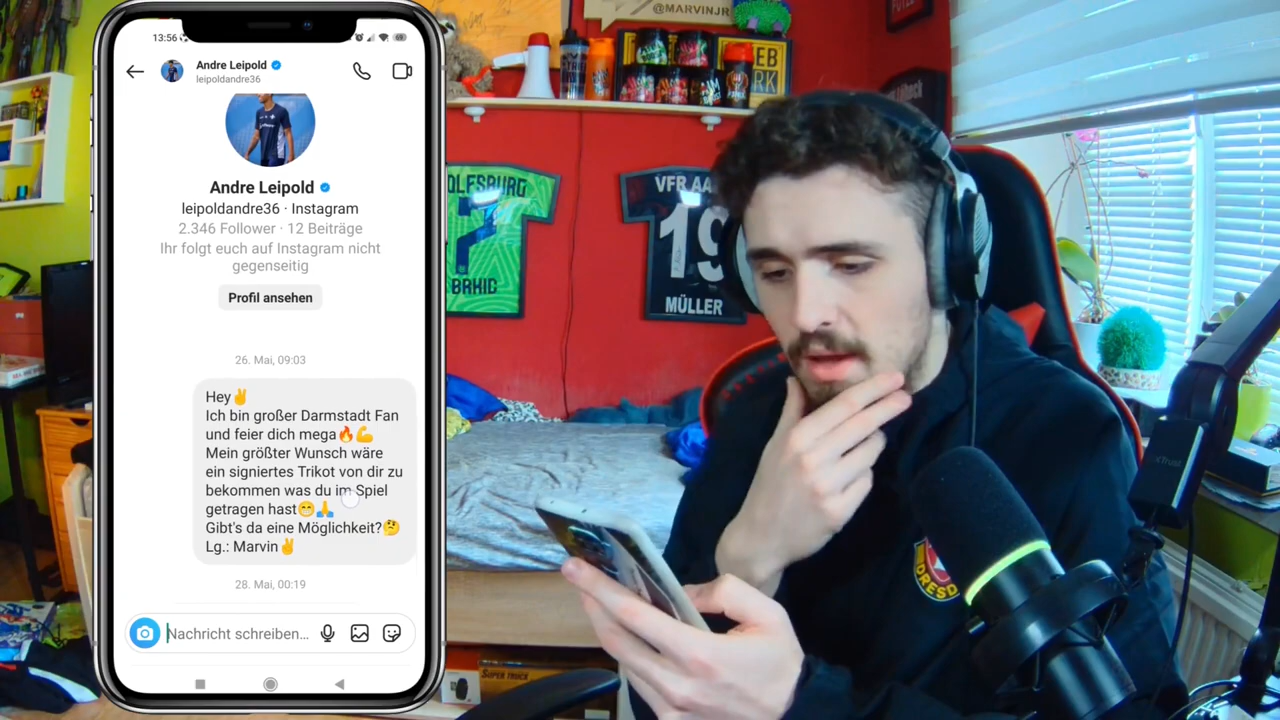 13:56
Andre Leipold
leipoldandre36
Andre Leipold
leipoldandre36 · Instagram
2.346 Follower · 12 Beiträge
Ihr folgt euch auf Instagram nicht
gegenseitig
Profil ansehen
26. Mai, 09:03
Hey✌
Ich bin großer Darmstadt Fan
und feier dich mega🔥💪
Mein größter Wunsch wäre
ein signiertes Trikot von dir zu
bekommen was du im Spiel
getragen hast😁🙏
Gibt's da eine Möglichkeit?🤔
Lg.: Marvin✌
28. Mai, 00:19
Nachricht schreiben...
@MARVINJR
OLFSBURG
7
BRKIC
VFR AA
19
MÜLLER
DRESD